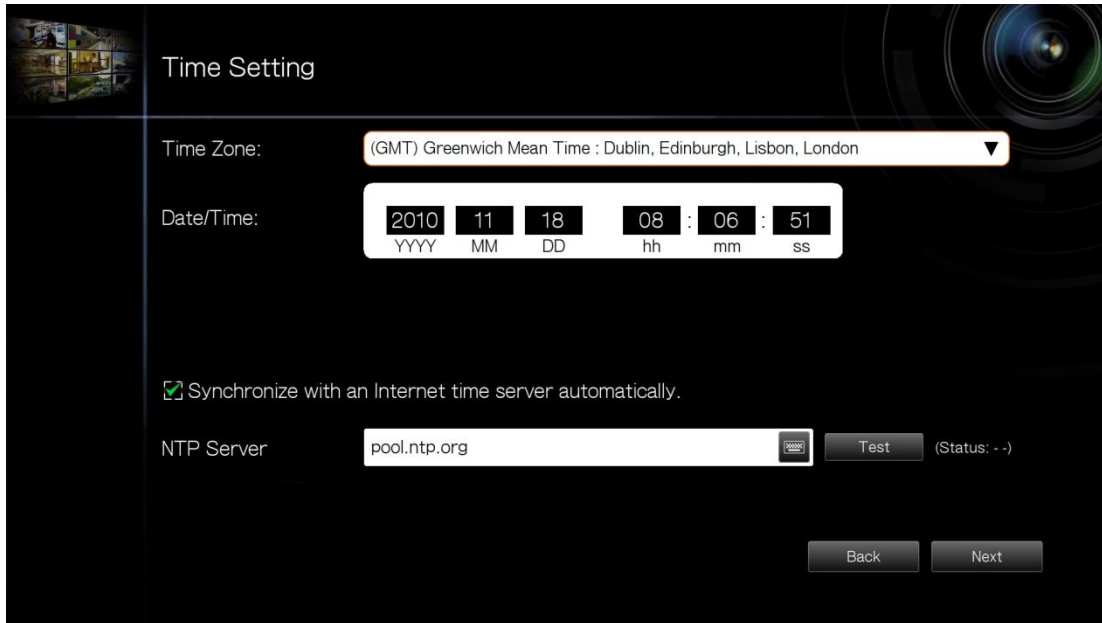 Time Setting
Time Zone: (GMT) Greenwich Mean Time : Dublin, Edinburgh, Lisbon, London ▼
Date/Time: 2010 11 18 08 : 06 : 51
YYYY MM DD hh mm ss
Synchronize with an Internet time server automatically.
NTP Server pool.ntp.org Test (Status: - -)
Back Next